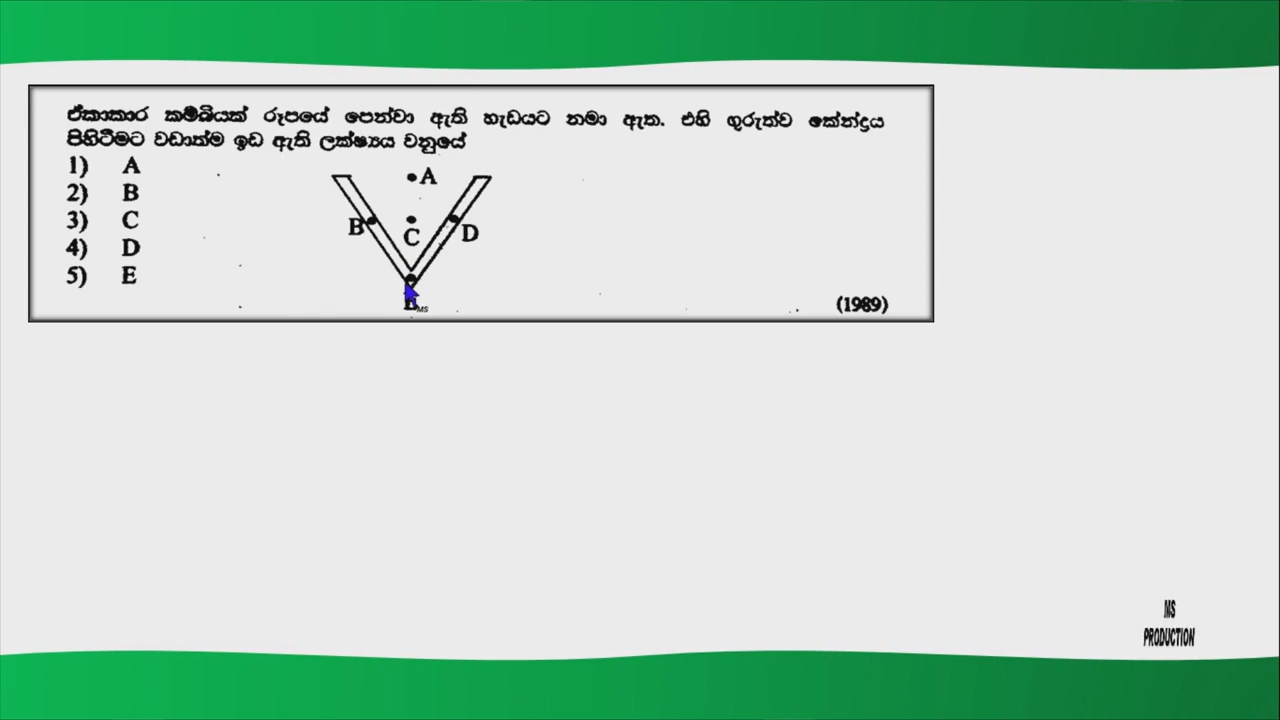 ඒකාකාර කම්බියක් රූපයේ පෙන්වා ඇති හැඩයට නමා ඇත. එහි ගුරුත්ව කේන්ද්‍රය
පිහිටීමට වඩාත්ම ඉඩ ඇති ලක්ෂ්‍යය වනුයේ
1) A
2) B
3) C
4) D
5) E
A
B
C
D
MS
(1989)
MS
PRODUCTION